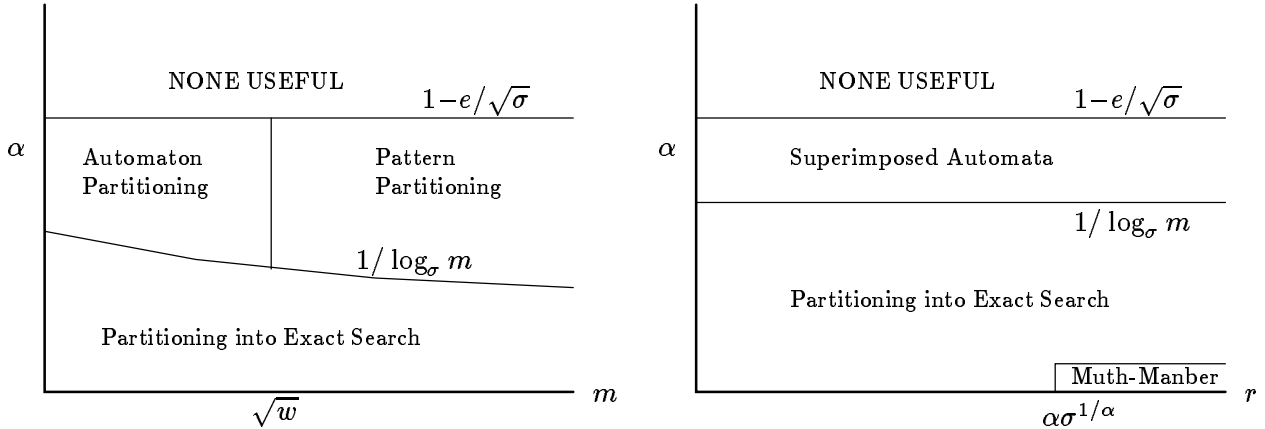 NONE USEFUL
1−e/√σ
α
Automaton
Partitioning
Pattern
Partitioning
1/ log_σ m
Partitioning into Exact Search
√w
m
NONE USEFUL
1−e/√σ
α
Superimposed Automata
1/ log_σ m
Partitioning into Exact Search
Muth-Manber
ασ^{1/α}
r